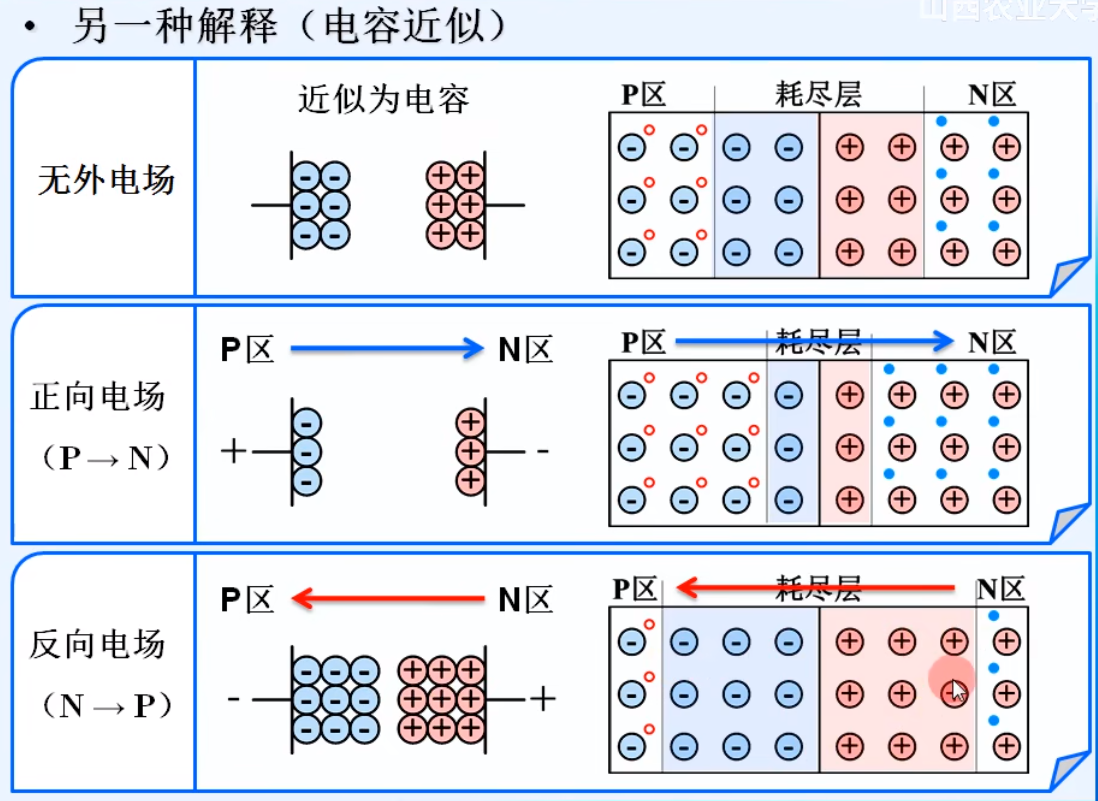 山西农业大学
• 另一种解释（电容近似）
无外电场
近似为电容
P区 耗尽层 N区
正向电场
（P→N）
P区 N区
+ -
P区 耗尽层 N区
反向电场
（N→P）
P区 N区
- +
P区 耗尽层 N区